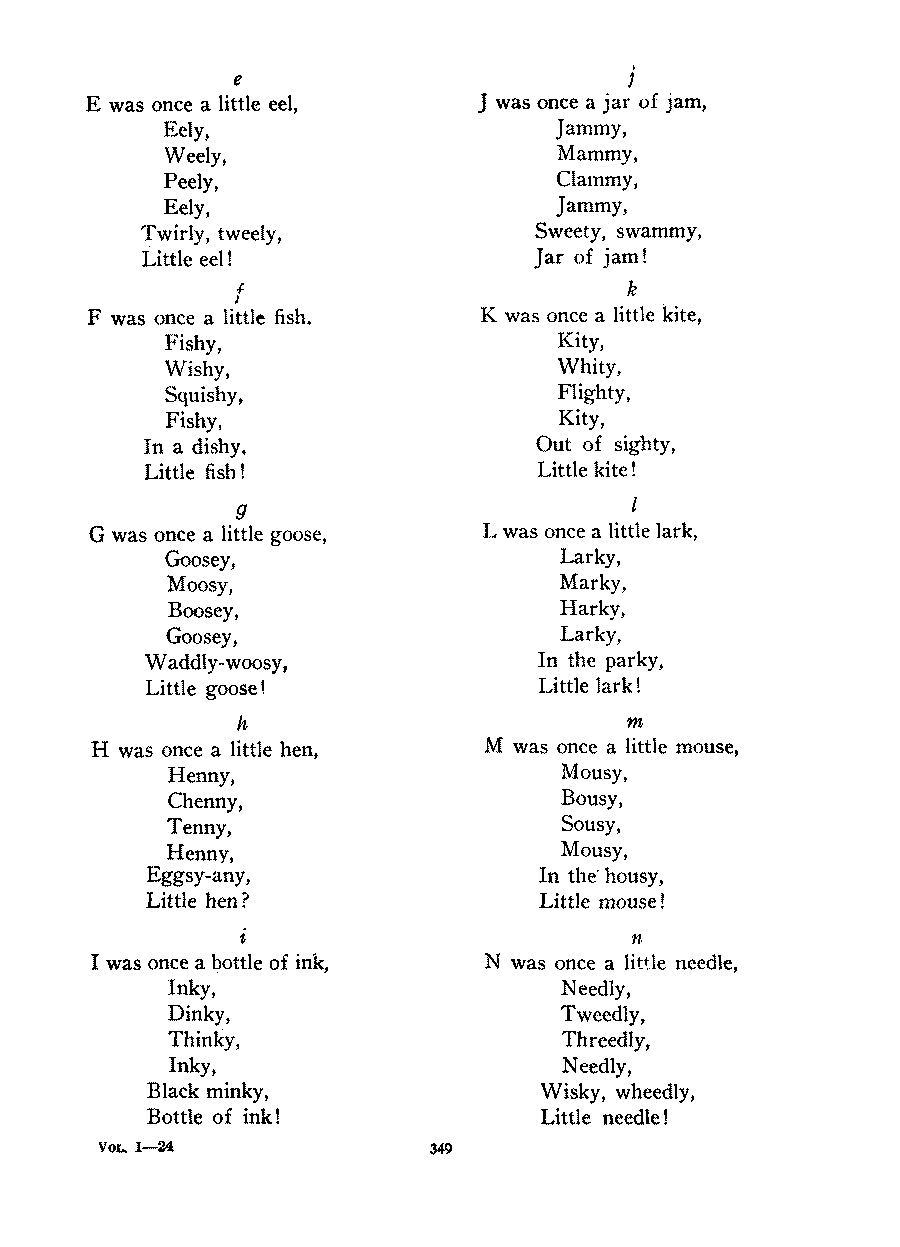 e
E was once a little eel,
Eely,
Weely,
Peely,
Eely,
Twirly, tweely,
Little eel!
f
F was once a little fish.
Fishy,
Wishy,
Squishy,
Fishy,
In a dishy.
Little fish!
g
G was once a little goose,
Goosey,
Moosy,
Boosey,
Goosey,
Waddly-woosy,
Little goose!
h
H was once a little hen,
Henny,
Chenny,
Tenny,
Henny,
Eggsy-any,
Little hen?
i
I was once a bottle of ink,
Inky,
Dinky,
Thinky,
Inky,
Black minky,
Bottle of ink!
j
J was once a jar of jam,
Jammy,
Mammy,
Clammy,
Jammy,
Sweety, swammy,
Jar of jam!
k
K was once a little kite,
Kity,
Whity,
Flighty,
Kity,
Out of sighty,
Little kite!
l
L was once a little lark,
Larky,
Marky,
Harky,
Larky,
In the parky,
Little lark!
m
M was once a little mouse,
Mousy,
Bousy,
Sousy,
Mousy,
In the housy,
Little mouse!
n
N was once a little needle,
Needly,
Tweedly,
Threedly,
Needly,
Wisky, wheedly,
Little needle!
VOL. I—24
349